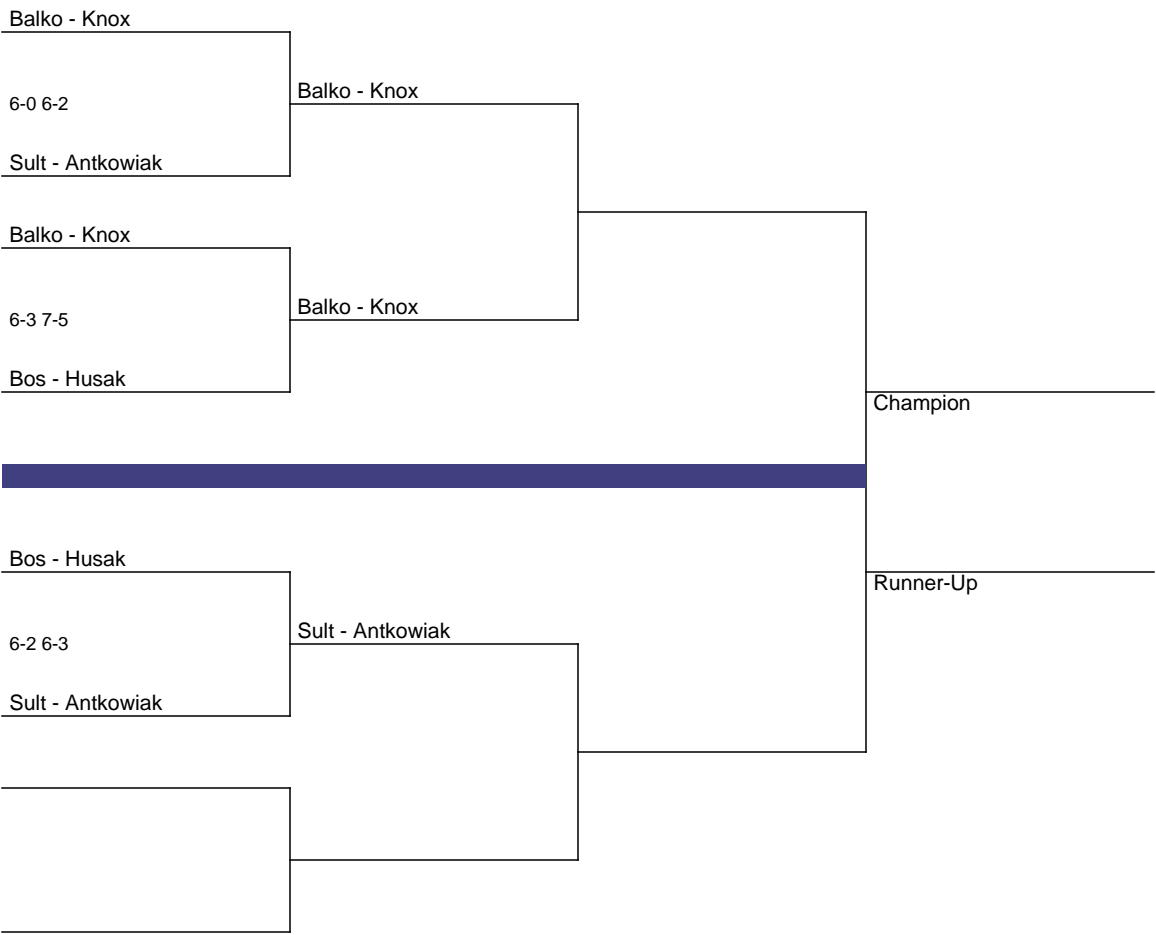 Balko - Knox
Balko - Knox
6-0 6-2
Sult - Antkowiak
Balko - Knox
Balko - Knox
6-3 7-5
Bos - Husak
Champion
Bos - Husak
Runner-Up
Sult - Antkowiak
6-2 6-3
Sult - Antkowiak